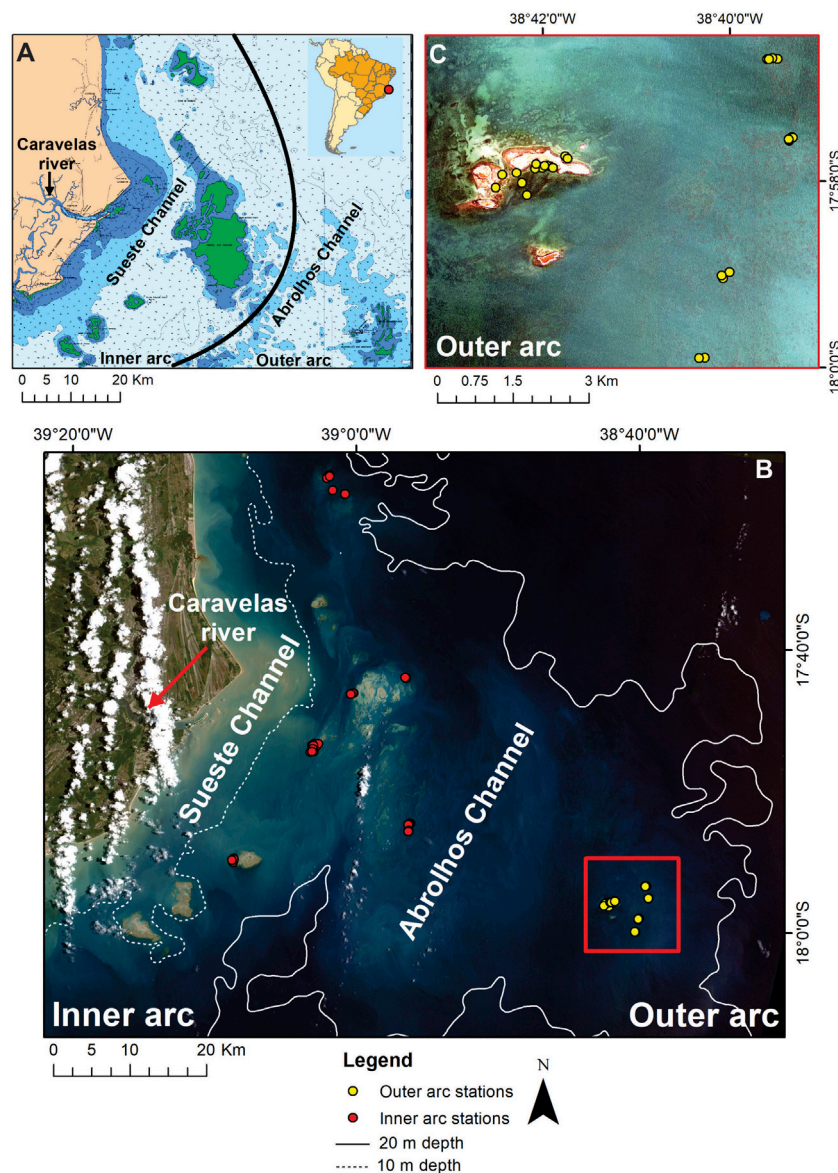 A
Caravelas
river
Sueste Channel
Abrolhos Channel
Inner arc
Outer arc
0 5 10 20 Km
38°42'0"W
38°40'0"W
C
17°58'0"S
18°0'0"S
Outer arc
0 0.75 1.5 3 Km
39°20'0"W
39°0'0"W
38°40'0"W
B
Caravelas
river
Sueste Channel
Abrolhos Channel
17°40'0"S
18°0'0"S
Inner arc
Outer arc
0 5 10 20 Km
Legend
N
Outer arc stations
Inner arc stations
20 m depth
10 m depth